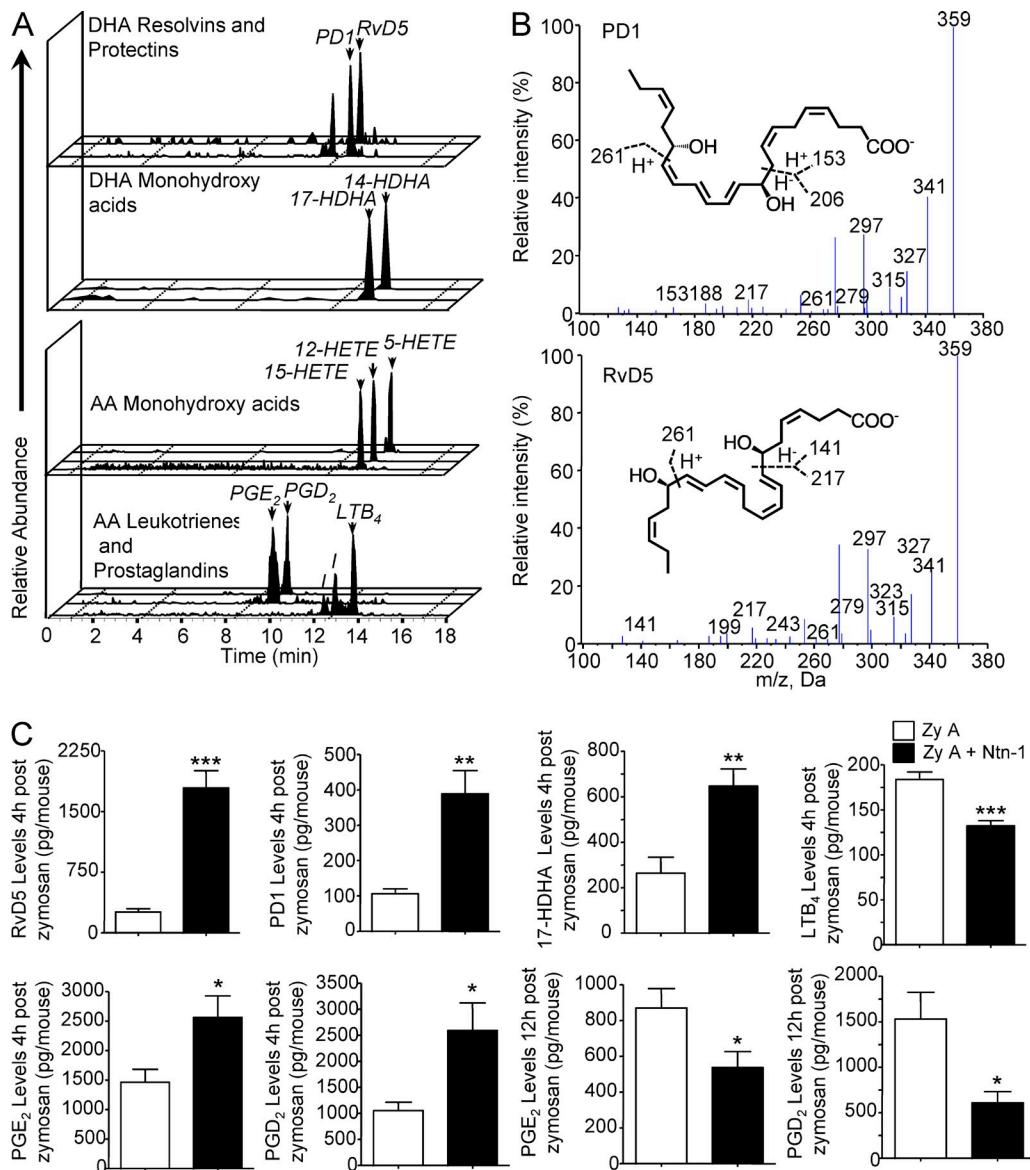 A
DHA Resolvins and
Protectins
PD1
RvD5
DHA Monohydroxy
acids
14-HDHA
17-HDHA
12-HETE
5-HETE
15-HETE
AA Monohydroxy acids
PGE2
PGD2
LTB4
AA Leukotrienes
and
Prostaglandins
Relative Abundance
0 2 4 6 8 10 12 14 16 18
Time (min)
B
PD1
Relative intensity (%)
100
80
60
40
20
0
359
341
297
327
315
279
261
217
188
153
261
H+
OH
COO-
H+
153
H-
206
OH
100 140 180 220 260 300 340 380
RvD5
Relative intensity (%)
100
80
60
40
20
0
359
COO-
HO
H-
141
217
261
H+
HO
297
327
341
323
279
315
261
243
217
199
141
100 140 180 220 260 300 340 380
m/z, Da
C
Zy A
Zy A + Ntn-1
RvD5 Levels 4h post
zymosan (pg/mouse)
2250
1500
750
0
***
PD1 Levels 4h post
zymosan (pg/mouse)
500
400
300
200
100
0
**
17-HDHA Levels 4h post
zymosan (pg/mouse)
800
600
400
200
0
**
LTB4 Levels 4h post
zymosan (pg/mouse)
200
150
100
50
0
***
PGE2 Levels 4h post
zymosan (pg/mouse)
3000
2500
2000
1500
1000
500
0
*
PGD2 Levels 4h post
zymosan (pg/mouse)
3500
3000
2500
2000
1500
1000
500
0
*
PGE2 Levels 12h post
zymosan (pg/mouse)
1000
800
600
400
200
0
*
PGD2 Levels 12h post
zymosan (pg/mouse)
2000
1500
1000
500
0
*